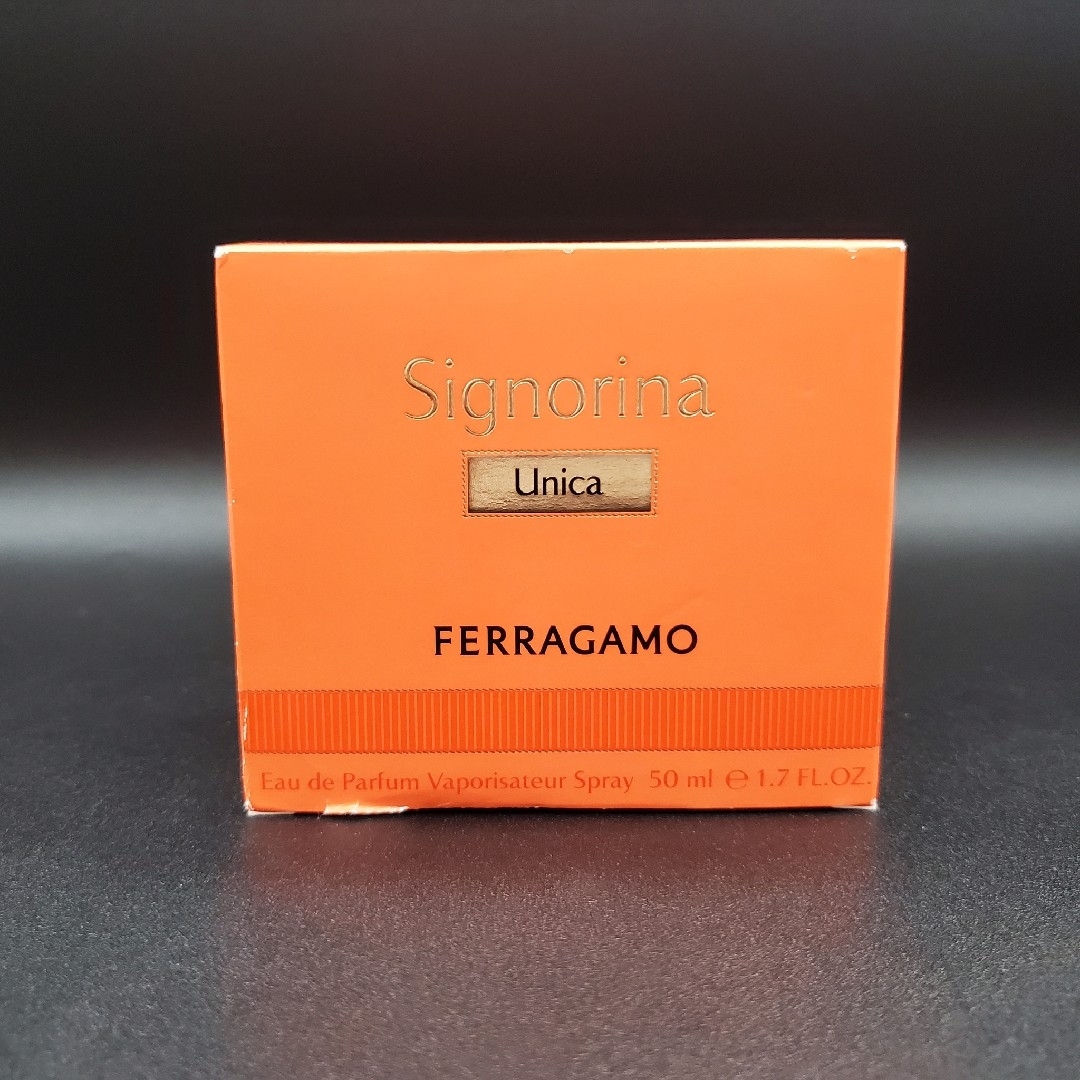 Signorina
Unica
FERRAGAMO
Eau de Parfum Vaporisateur Spray 50 ml ℮ 1.7 FL.OZ.